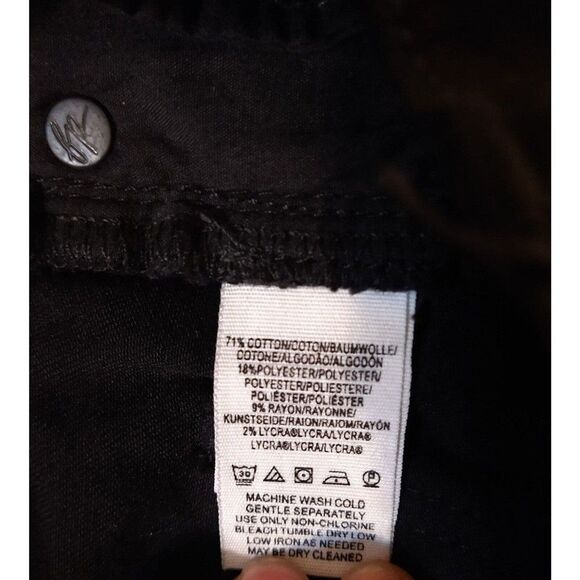 71% COTTON/COTON/BAUMWOLLE/
COTONE/ALGODÃO/ALGODÓN
18%POLYESTER/POLYESTER/
POLYESTER/POLIESTERE/
POLIÉSTER/POLIÉSTER
9% RAYON/RAYONNE/
KUNSTSEIDE/RAION/RAIOM/RAYÓN
2% LYCRA®LYCRA/LYCRA®
LYCRA®LYCRA/LYCRA®
30 P
MACHINE WASH COLD
GENTLE SEPARATELY
USE ONLY NON-CHLORINE
BLEACH TUMBLE DRY LOW
LOW IRON AS NEEDED
MAY BE DRY CLEANED